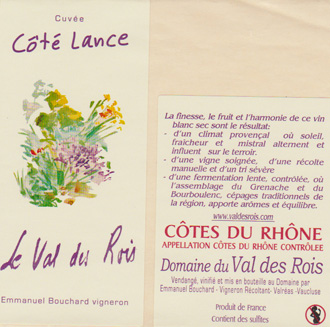 Cuvée
Côté Lance
Le Val des Rois
Emmanuel Bouchard vigneron
La finesse, le fruit et l'harmonie de ce vin
blanc sec sont le résultat:
- d'un climat provençal où soleil,
fraîcheur et mistral alternent et
influent sur le terroir.
- d'une vigne soignée, d'une récolte
manuelle et d'un tri sévère
- d'une fermentation lente, contrôlée, où
l'assemblage du Grenache et du
Bourboulenc, cépages traditionnels de
la région, apporte arômes et équilibre.
www.valdesrois.com
CÔTES DU RHÔNE
APPELLATION CÔTES DU RHÔNE CONTRÔLÉE
Domaine du Val des Rois
Vendangé, vinifié et mis en bouteille au Domaine par
Emmanuel Bouchard - Vigneron Récoltant- Valréas -Vaucluse
Produit de France
Contient des sulfites